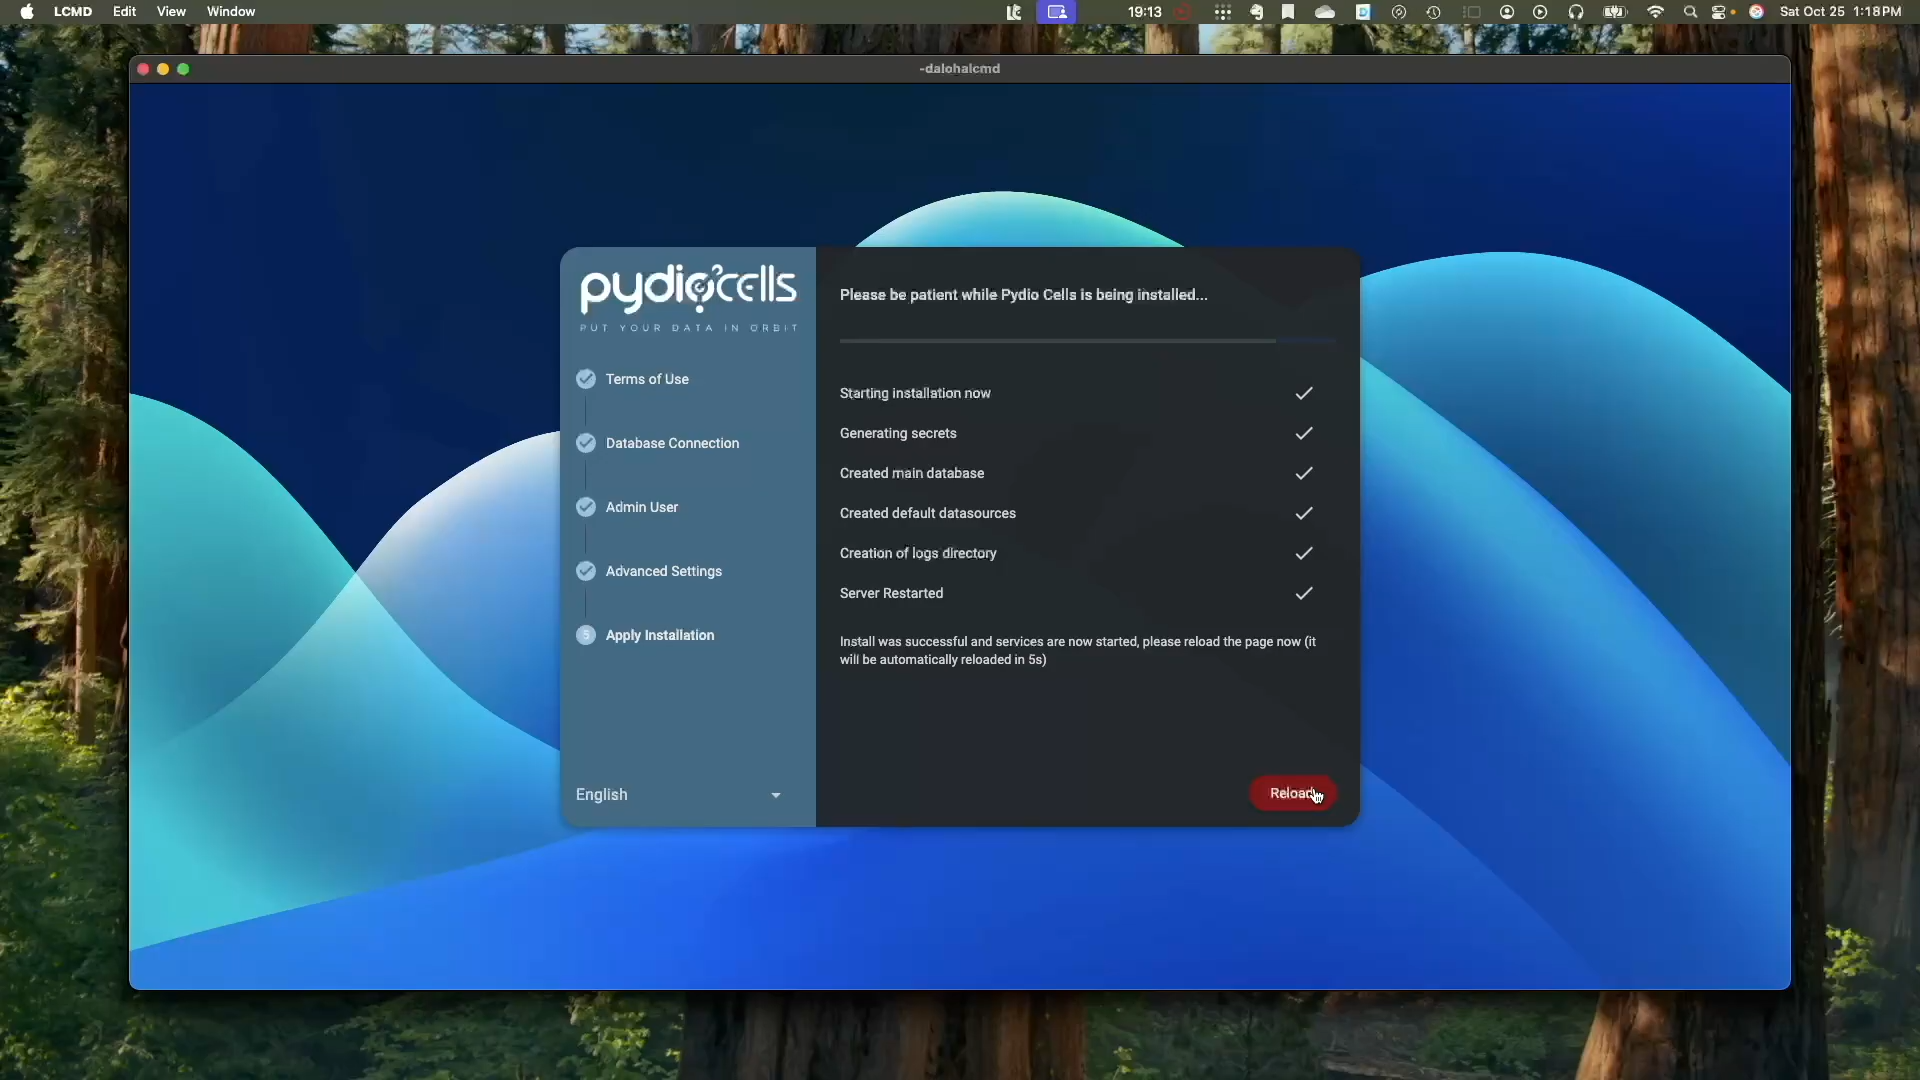 LCMD Edit View Window
19:13
Sat Oct 25 1:18PM
-dalohalcmd
pydio cells
PUT YOUR DATA IN ORBIT
Terms of Use
Database Connection
Admin User
Advanced Settings
5 Apply Installation
English
Please be patient while Pydio Cells is being installed...
Starting installation now
Generating secrets
Created main database
Created default datasources
Creation of logs directory
Server Restarted
Install was successful and services are now started, please reload the page now (it
will be automatically reloaded in 5s)
Reload